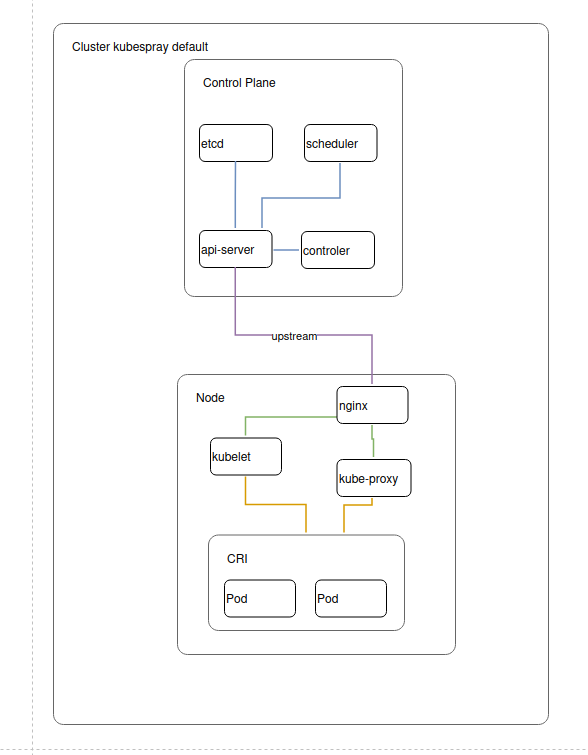 Cluster kubespray default
Control Plane
etcd
scheduler
api-server
controler
upstream
Node
nginx
kubelet
kube-proxy
CRI
Pod
Pod